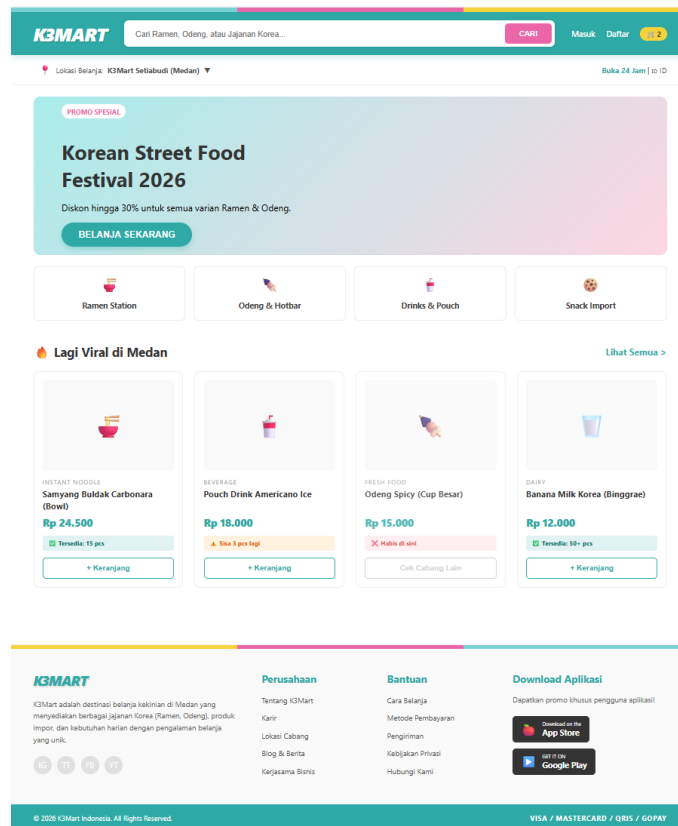 K3MART
Cari Ramen, Odeng, atau Jajanan Korea...
CARI
Masuk Daftar 🛒 2
📍 Lokasi Belanja: K3Mart Setiabudi (Medan) ▼
Buka 24 Jam | ID ID
PROMO SPESIAL
Korean Street Food
Festival 2026
Diskon hingga 30% untuk semua varian Ramen & Odeng.
BELANJA SEKARANG
Ramen Station
Odeng & Hotbar
Drinks & Pouch
Snack Import
🔥 Lagi Viral di Medan
Lihat Semua >
INSTANT NOODLE
Samyang Buldak Carbonara
(Bowl)
Rp 24.500
✅ Tersedia: 15 pcs
+ Keranjang
BEVERAGE
Pouch Drink Americano Ice
Rp 18.000
⚠️ Sisa 3 pcs lagi
+ Keranjang
FRESH FOOD
Odeng Spicy (Cup Besar)
Rp 15.000
❌ Habis di sini
Cek Cabang Lain
DAIRY
Banana Milk Korea (Binggrae)
Rp 12.000
✅ Tersedia: 50+ pcs
+ Keranjang
K3MART
K3Mart adalah destinasi belanja kekinian di Medan yang
menyediakan berbagai jajanan Korea (Ramen, Odeng), produk
impor, dan kebutuhan harian dengan pengalaman belanja
yang unik.
IG TT FB YT
Perusahaan
Tentang K3Mart
Karir
Lokasi Cabang
Blog & Berita
Kerjasama Bisnis
Bantuan
Cara Belanja
Metode Pembayaran
Pengiriman
Kebijakan Privasi
Hubungi Kami
Download Aplikasi
Dapatkan promo khusus pengguna aplikasi!
Download on the
App Store
GET IT ON
Google Play
© 2026 K3Mart Indonesia. All Rights Reserved.
VISA / MASTERCARD / QRIS / GOPAY